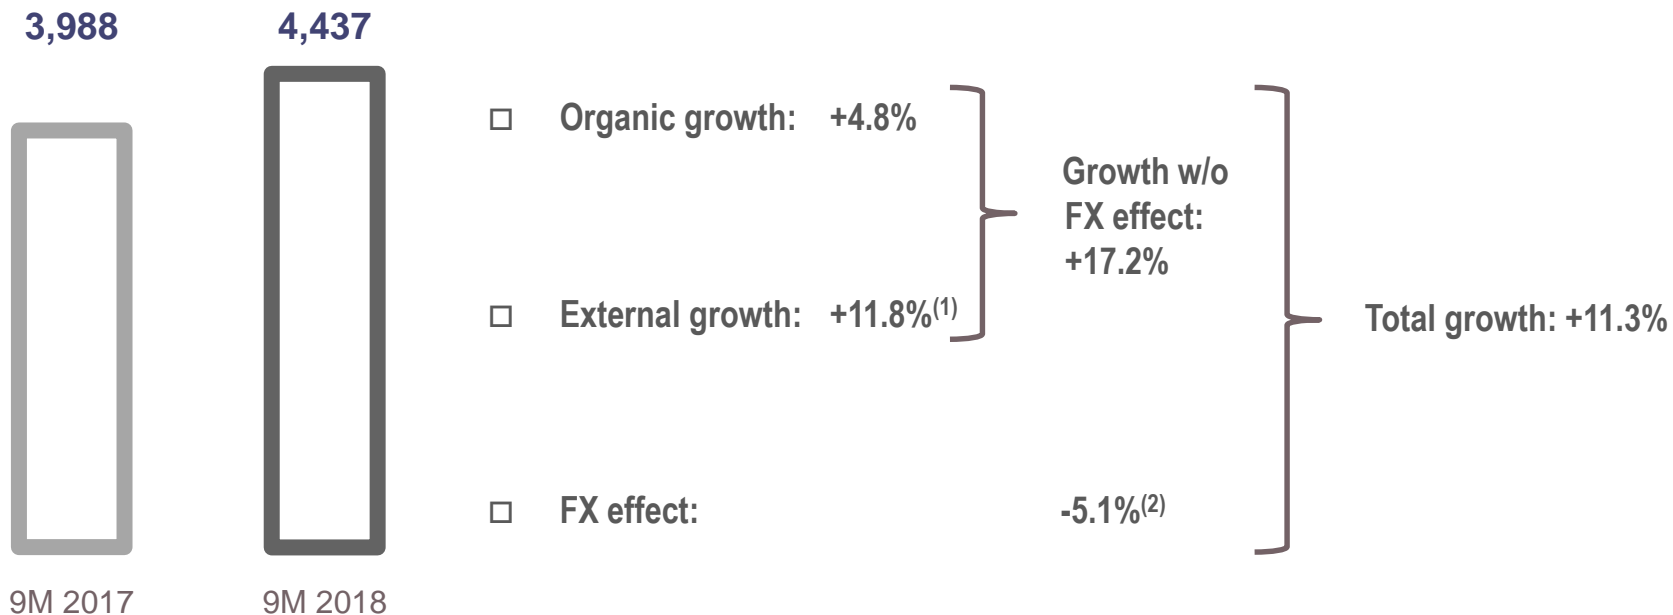 3,988
4,437
Organic growth: +4.8%
Growth w/o
FX effect:
+17.2%
External growth: +11.8%(1)
Total growth: +11.3%
FX effect: -5.1%(2)
9M 2017
9M 2018